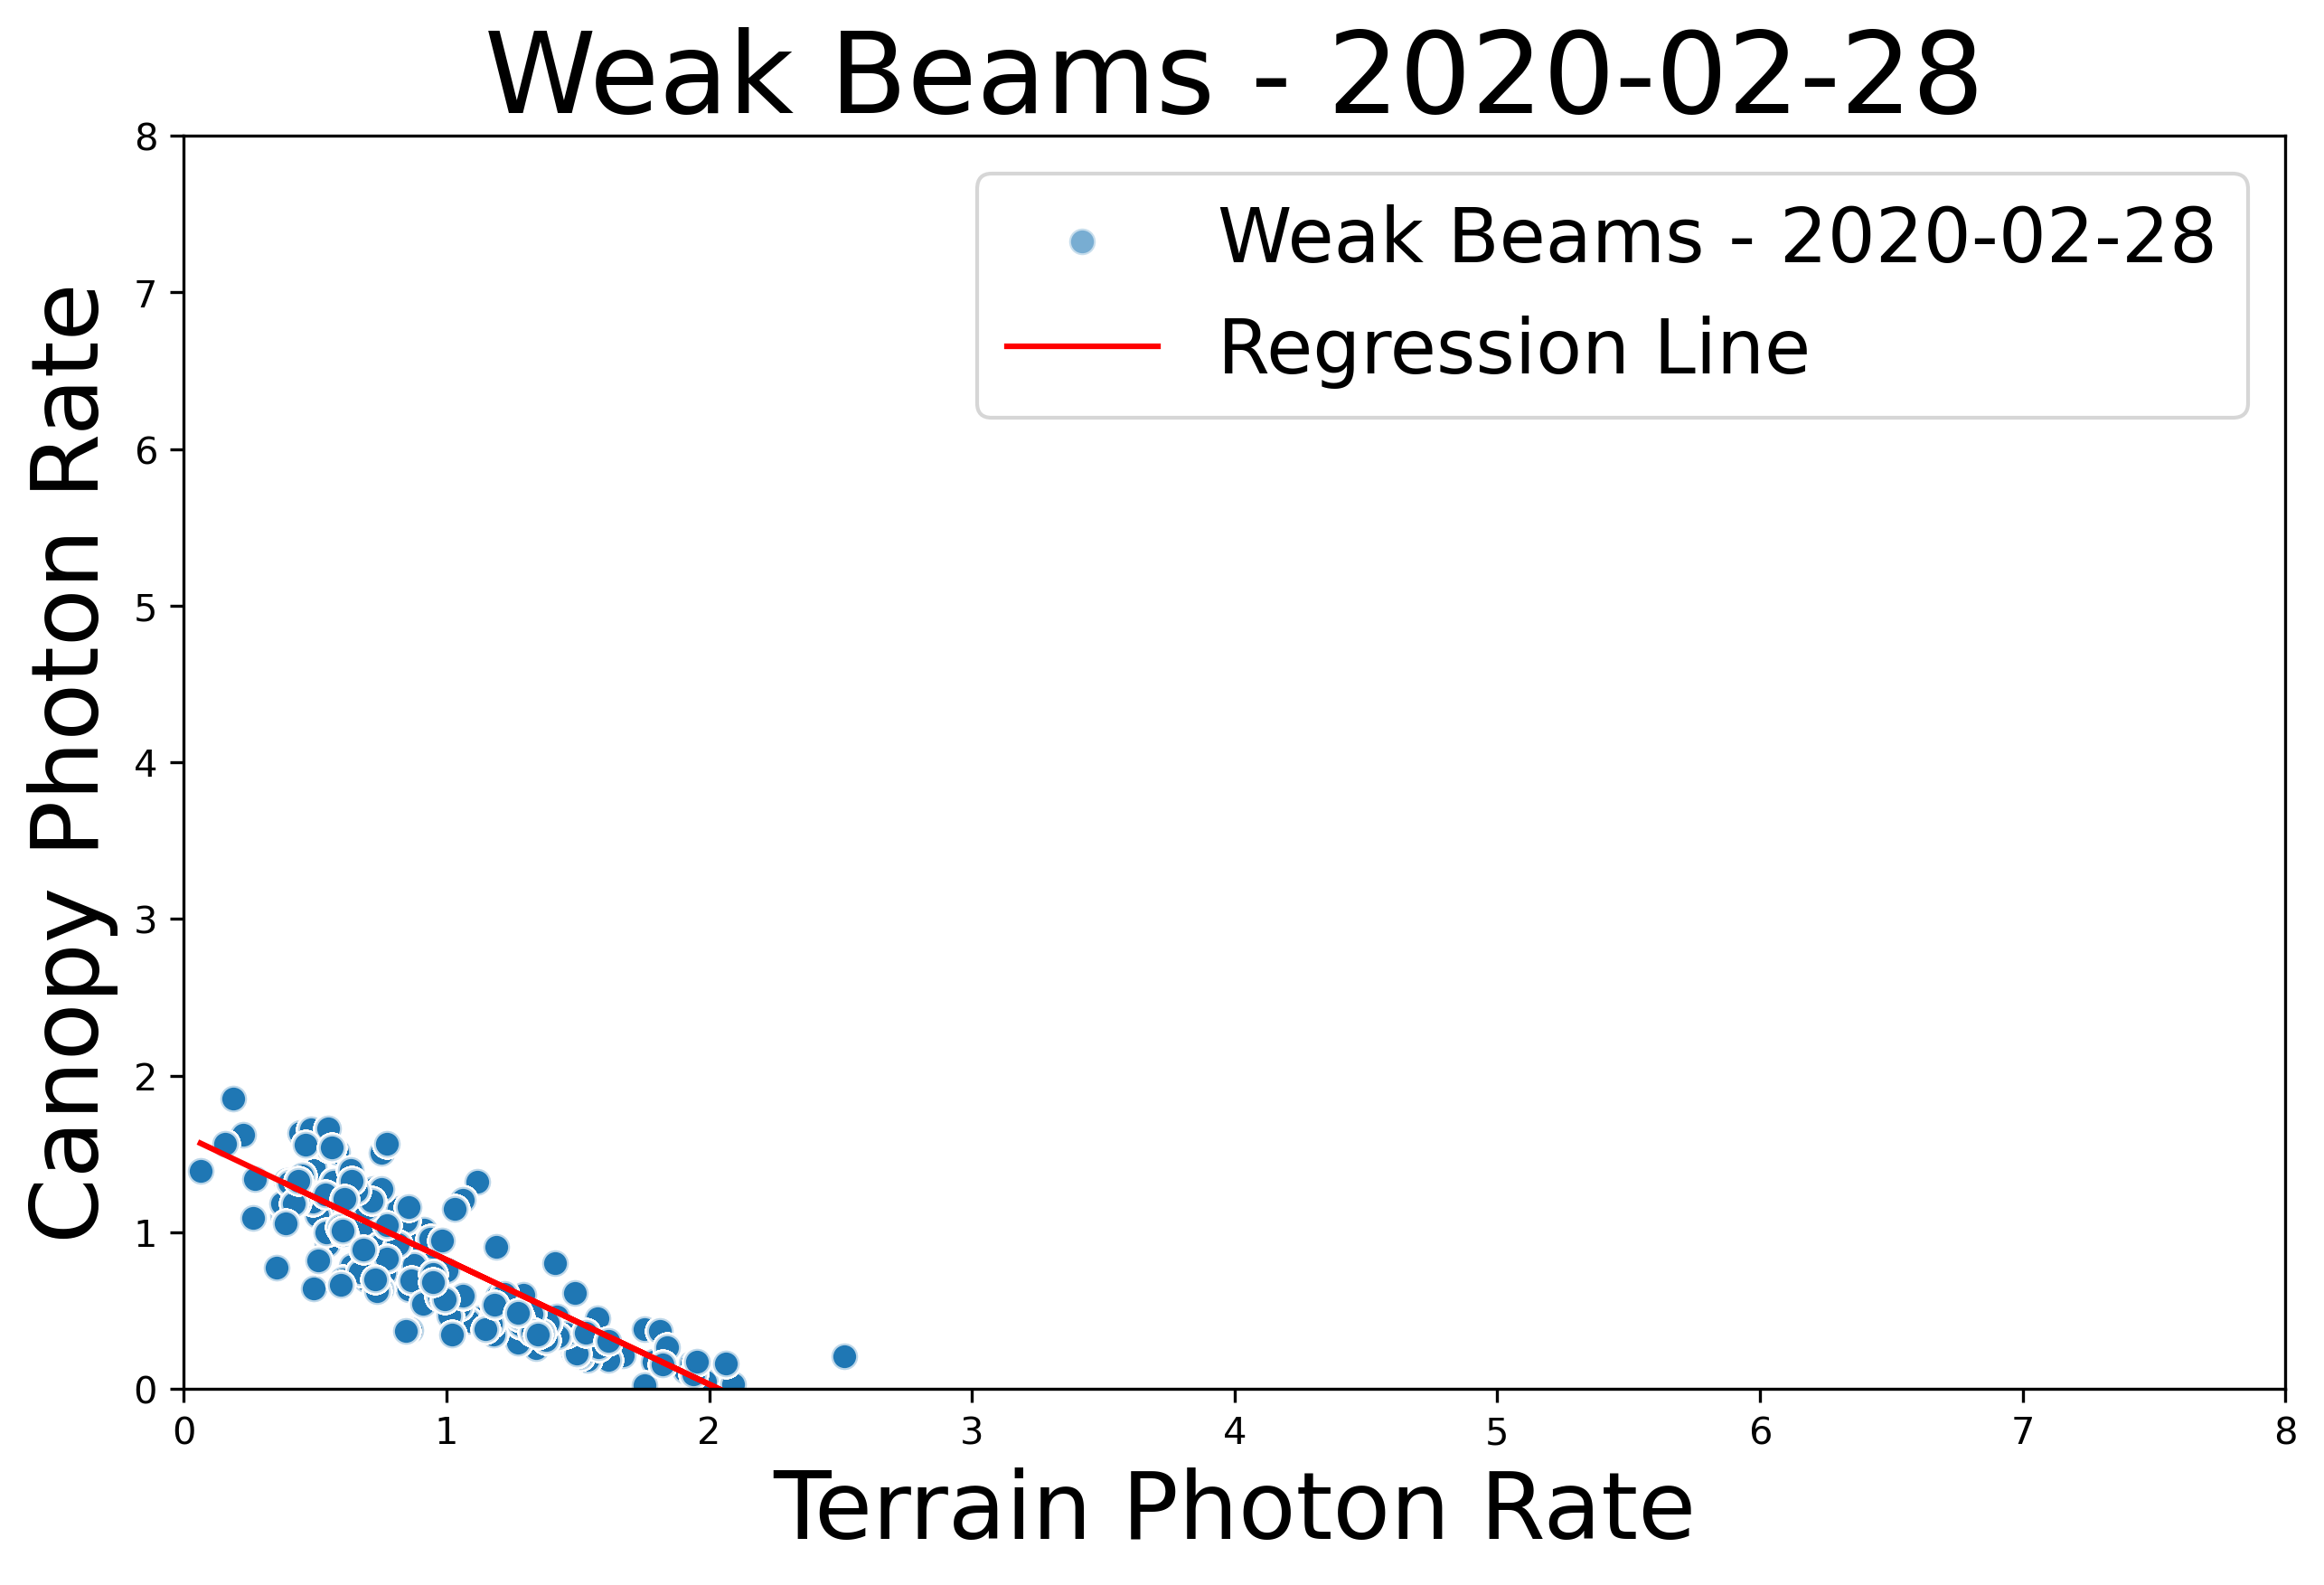 Weak Beams - 2020-02-28
Weak Beams - 2020-02-28
Regression Line
Canopy Photon Rate
8
7
6
5
4
3
2
1
0
0 1 2 3 4 5 6 7 8
Terrain Photon Rate